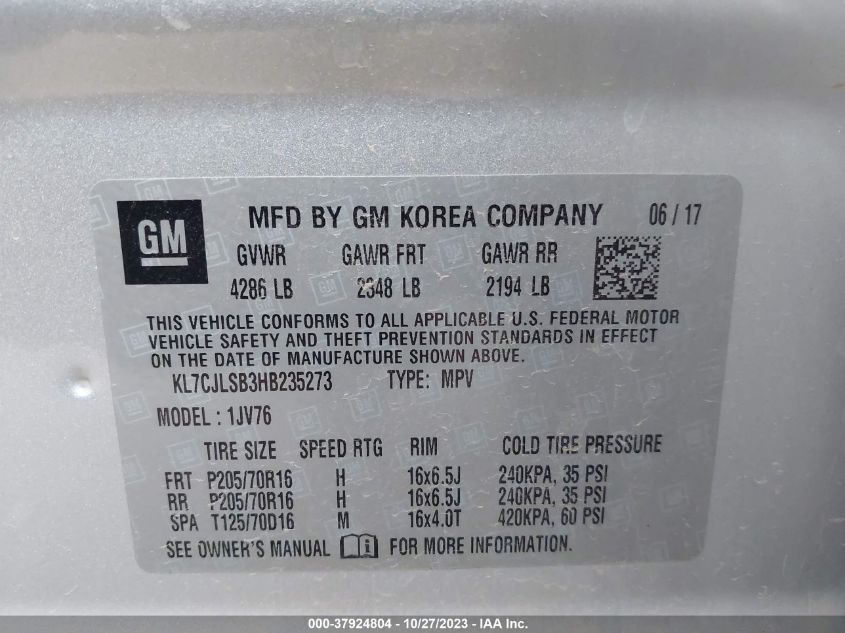 GM
MFD BY GM KOREA COMPANY 06 / 17
GVWR GAWR FRT GAWR RR
4286 LB 2348 LB 2194 LB
THIS VEHICLE CONFORMS TO ALL APPLICABLE U.S. FEDERAL MOTOR
VEHICLE SAFETY AND THEFT PREVENTION STANDARDS IN EFFECT
ON THE DATE OF MANUFACTURE SHOWN ABOVE.
KL7CJLSB3HB235273 TYPE: MPV
MODEL : 1JV76
TIRE SIZE SPEED RTG RIM COLD TIRE PRESSURE
FRT P205/70R16 H 16x6.5J 240KPA, 35 PSI
RR P205/70R16 H 16x6.5J 240KPA, 35 PSI
SPA T125/70D16 M 16x4.0T 420KPA, 60 PSI
SEE OWNER'S MANUAL FOR MORE INFORMATION.
000-37924804 - 10/27/2023 - IAA Inc.